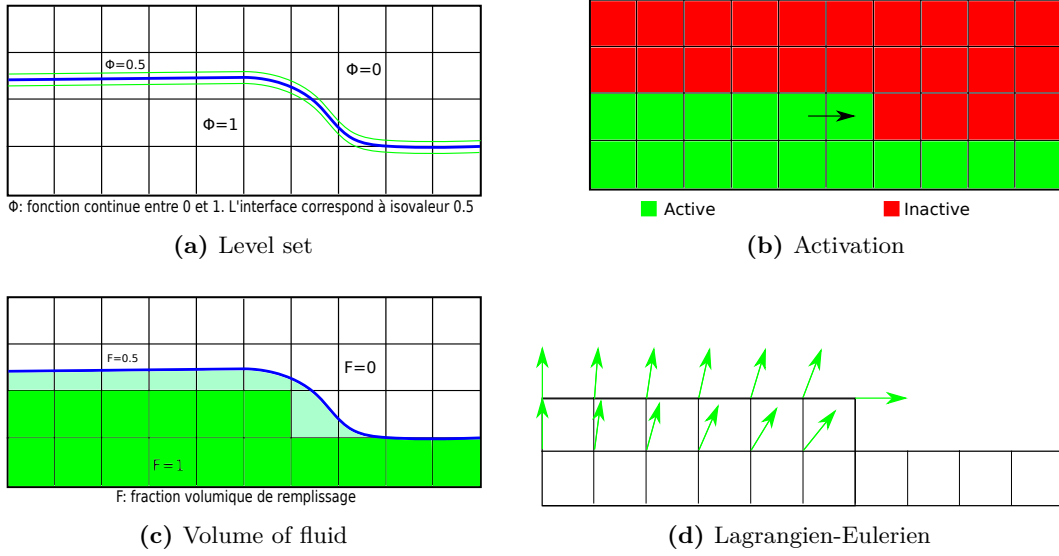 Φ=0.5
Φ=0
Φ=1
Φ: fonction continue entre 0 et 1. L'interface correspond à isovaleur 0.5
(a) Level set
Active
Inactive
(b) Activation
F=0.5
F=0
F=1
F: fraction volumique de remplissage
(c) Volume of fluid
(d) Lagrangien-Eulerien